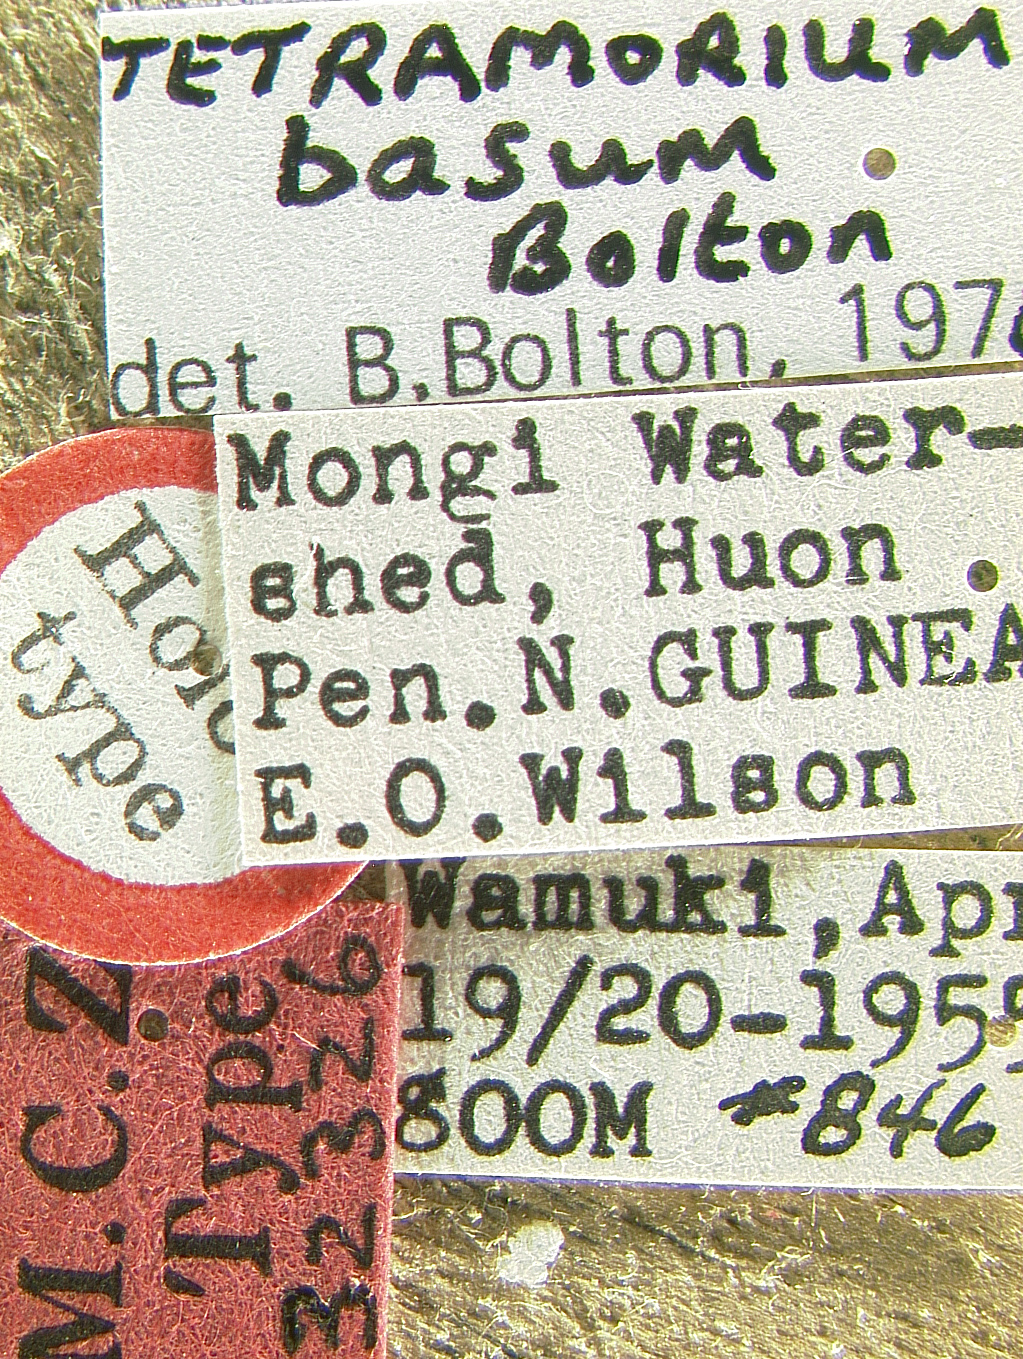 TETRAMORIUM
basum
Bolton
det. B.Bolton, 197
Mongi Water-
shed, Huon
Pen. N. GUINEA
E.O. Wilson
Holo
type
Wamuki, Apr
19/20-1955
800M #846
M.C.Z
Type
32326